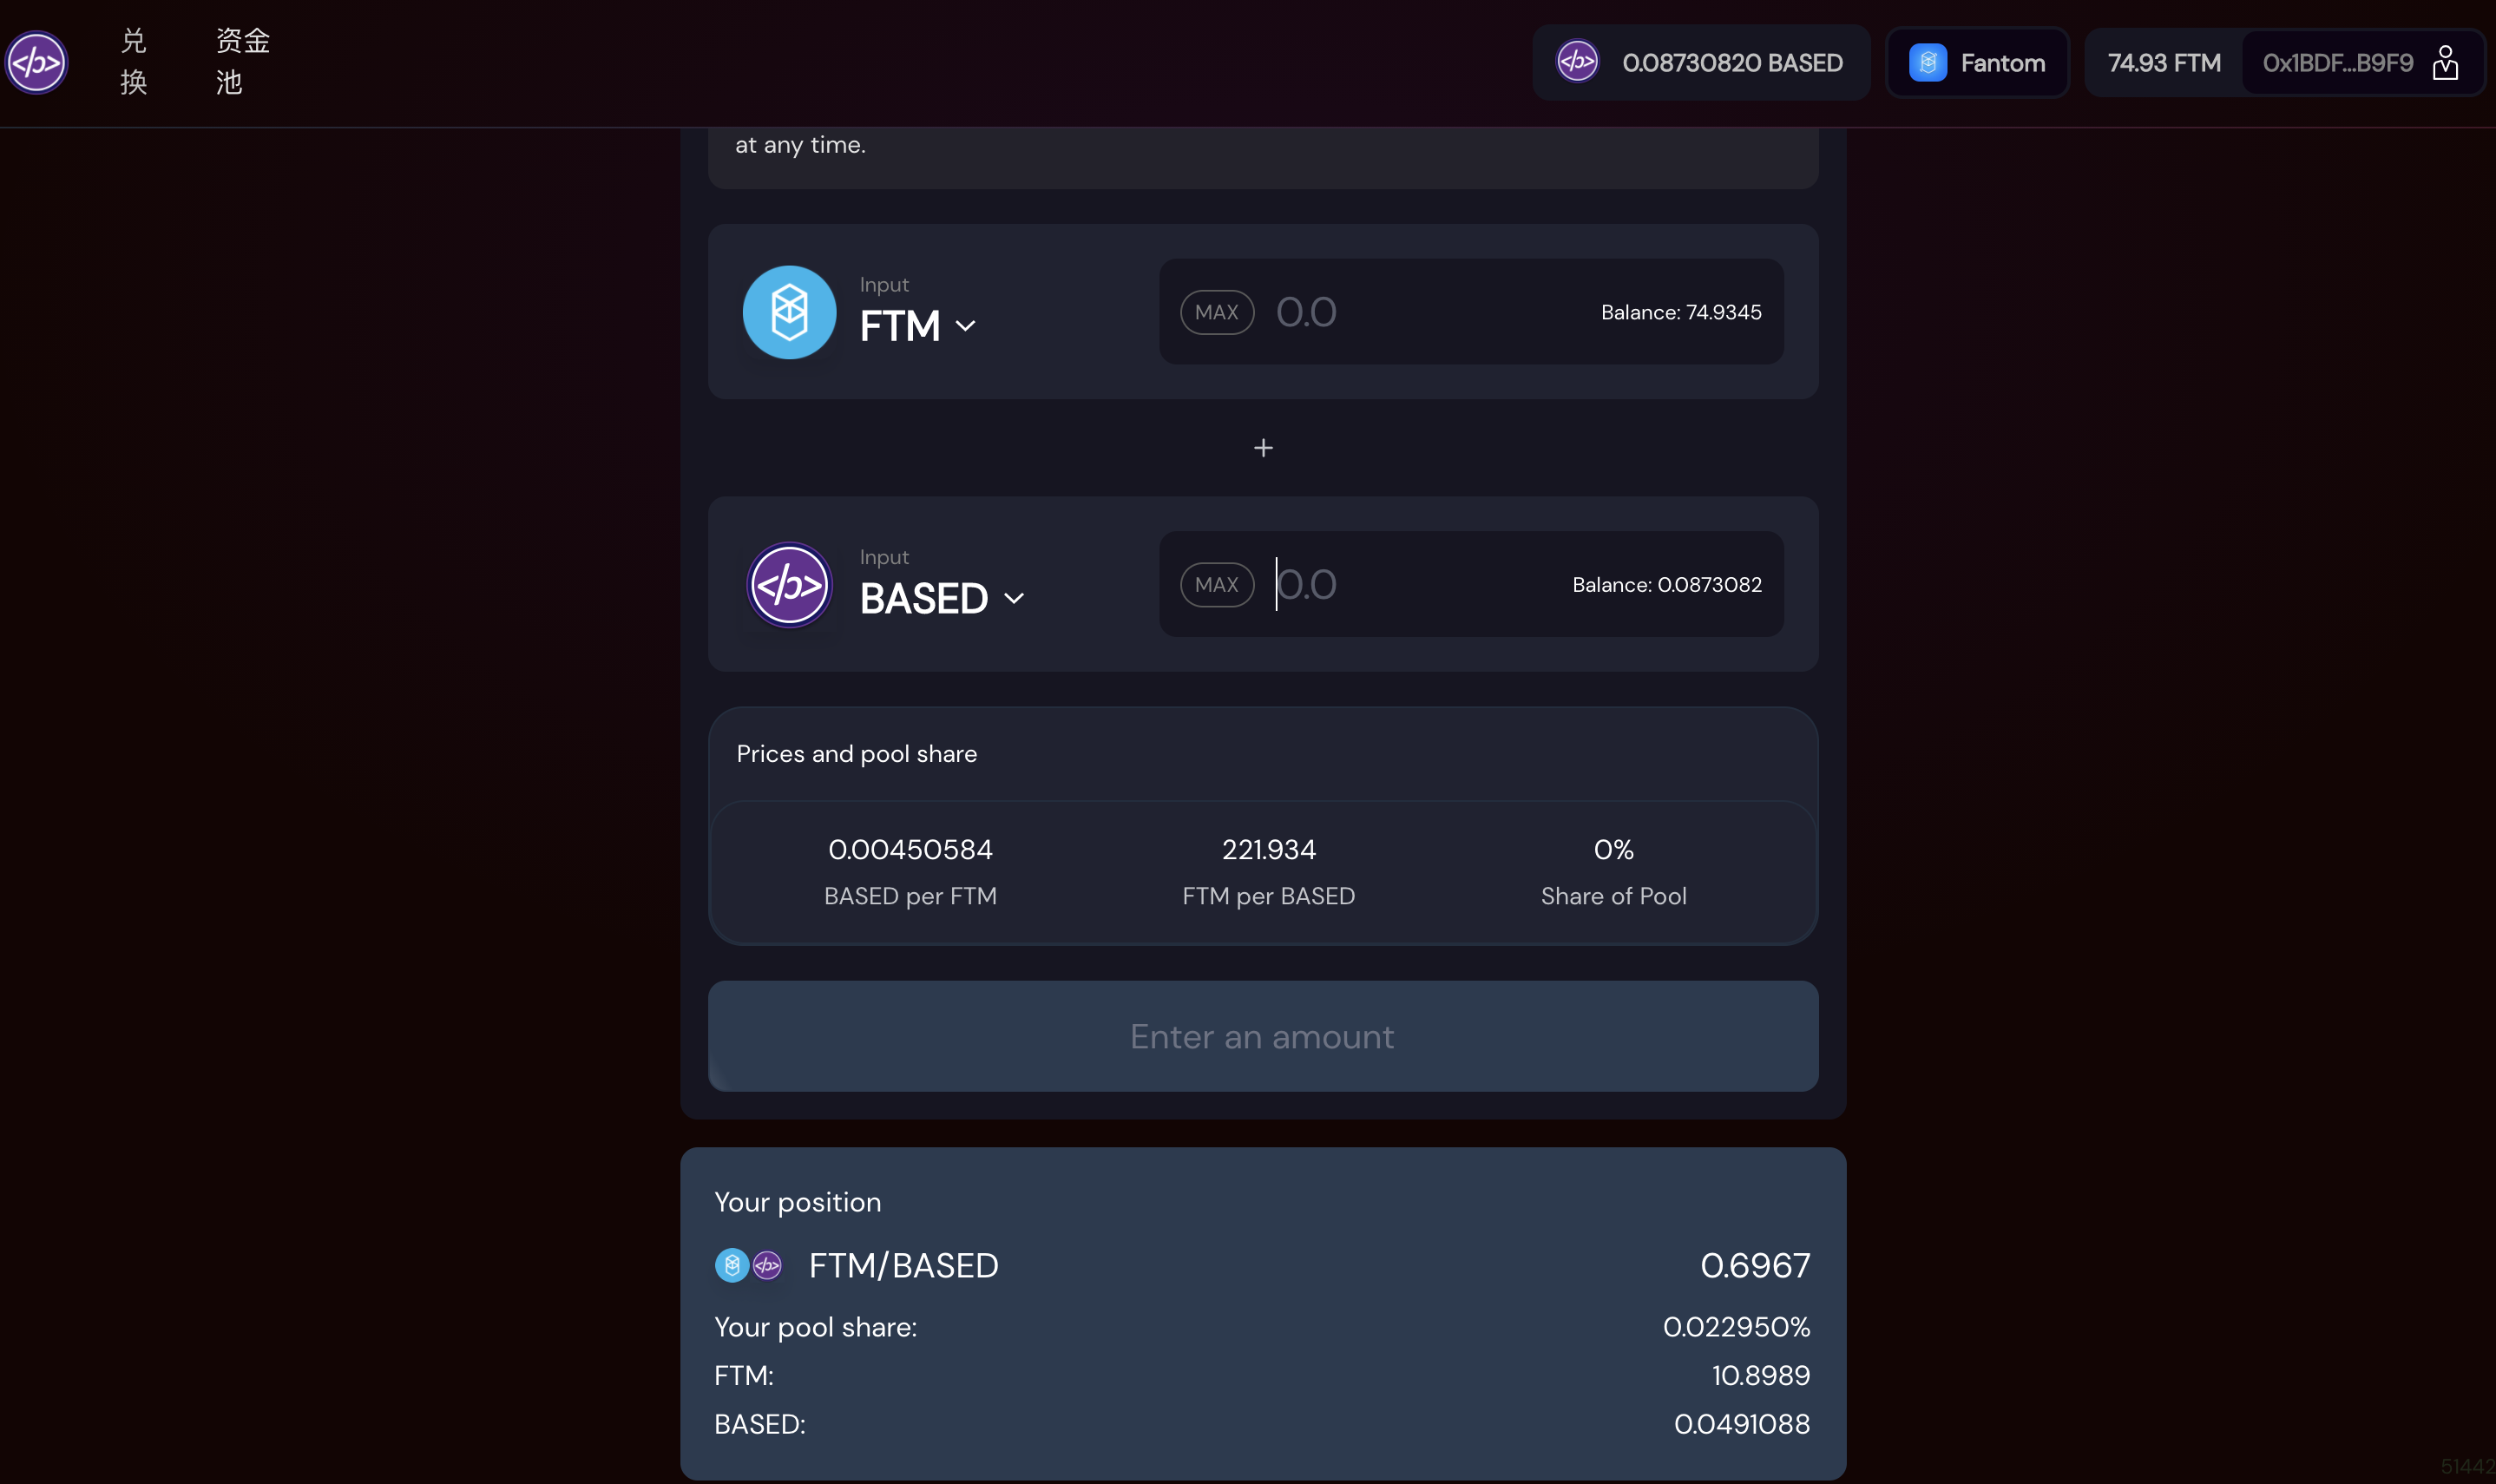 兑换
资金池
0.08730820 BASED
Fantom
74.93 FTM
0x1BDF...B9F9
at any time.
Input
FTM
MAX
0.0
Balance: 74.9345
+
Input
BASED
MAX
0.0
Balance: 0.0873082
Prices and pool share
0.00450584
221.934
0%
BASED per FTM
FTM per BASED
Share of Pool
Enter an amount
Your position
FTM/BASED
0.6967
Your pool share:
0.022950%
FTM:
10.8989
BASED:
0.0491088